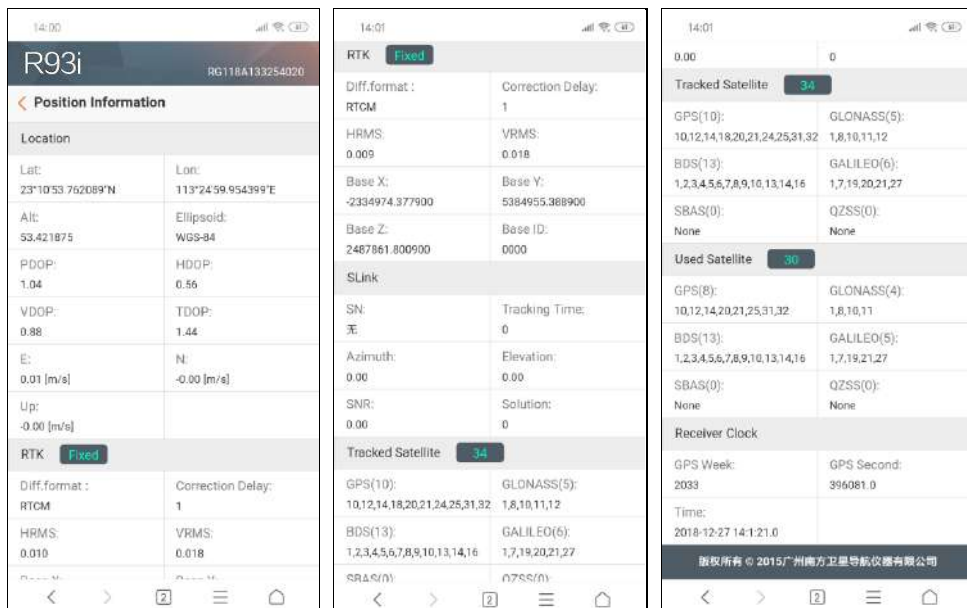 14:00
R93i
RG118A133254020
Position Information
Location
Lat: Lon:
23°10'53.762089"N 113°24'59.954399"E
Alt: Ellipsoid:
53.421875 WGS-84
PDOP: HDOP:
1.04 0.56
VDOP: TDOP:
0.88 1.44
E: N:
0.01 [m/s] -0.00 [m/s]
Up:
-0.00 [m/s]
RTK Fixed
Diff.format : Correction Delay:
RTCM 1
HRMS: VRMS:
0.010 0.018
2
14:01
RTK Fixed
Diff.format : Correction Delay:
RTCM 1
HRMS: VRMS:
0.009 0.018
Base X: Base Y:
-2334974.377900 5384955.388900
Base Z: Base ID:
2487861.800900 0000
SLink
SN: Tracking Time:
无 0
Azimuth: Elevation:
0.00 0.00
SNR: Solution:
0.00 0
Tracked Satellite 34
GPS(10): GLONASS(5):
10,12,14,18,20,21,24,25,31,32 1,8,10,11,12
BDS(13): GALILEO(6):
1,2,3,4,5,6,7,8,9,10,13,14,16 1,7,19,20,21,27
SBAS(0): QZSS(0):
2
14:01
0.00 0
Tracked Satellite 34
GPS(10): GLONASS(5):
10,12,14,18,20,21,24,25,31,32 1,8,10,11,12
BDS(13): GALILEO(6):
1,2,3,4,5,6,7,8,9,10,13,14,16 1,7,19,20,21,27
SBAS(0): QZSS(0):
None None
Used Satellite 30
GPS(8): GLONASS(4):
10,12,14,20,21,25,31,32 1,8,10,11
BDS(13): GALILEO(5):
1,2,3,4,5,6,7,8,9,10,13,14,16 1,7,19,21,27
SBAS(0): QZSS(0):
None None
Receiver Clock
GPS Week: GPS Second:
2033 396081.0
Time:
2018-12-27 14:1:21.0
版权所有 © 2015广州南方卫星导航仪器有限公司
2